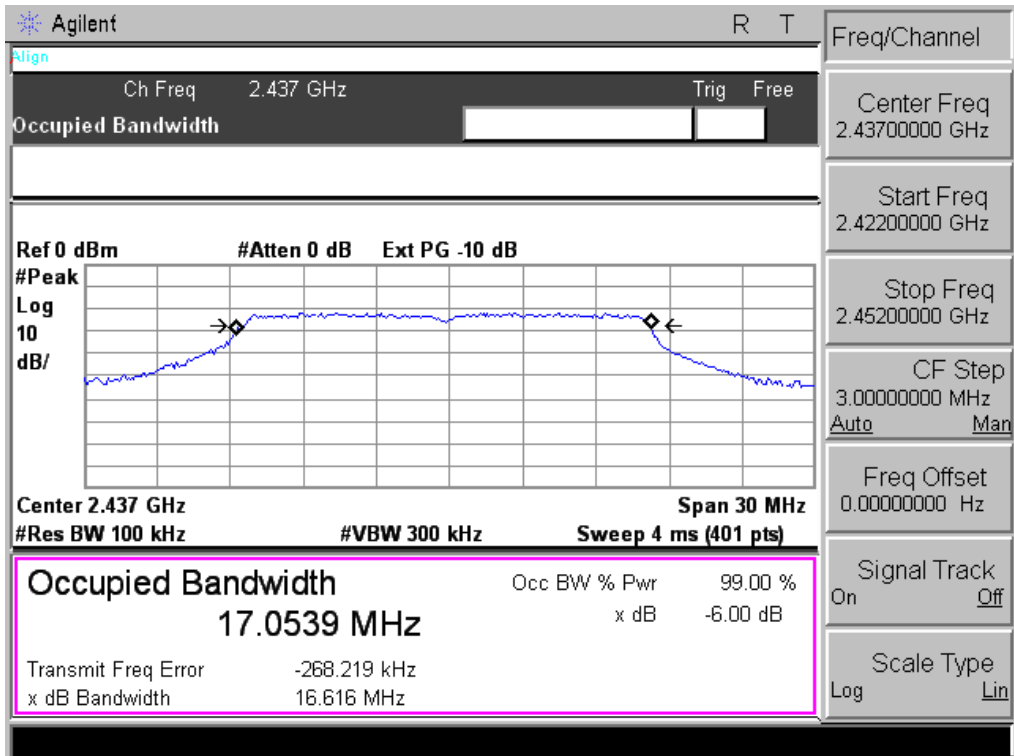 Agilent R T
Align
Ch Freq 2.437 GHz Trig Free
Occupied Bandwidth
Ref 0 dBm #Atten 0 dB Ext PG -10 dB
#Peak
Log
10
dB/
Center 2.437 GHz Span 30 MHz
#Res BW 100 kHz #VBW 300 kHz Sweep 4 ms (401 pts)
Occupied Bandwidth
17.0539 MHz
Occ BW % Pwr 99.00 %
x dB -6.00 dB
Transmit Freq Error -268.219 kHz
x dB Bandwidth 16.616 MHz
Freq/Channel
Center Freq
2.43700000 GHz
Start Freq
2.42200000 GHz
Stop Freq
2.45200000 GHz
CF Step
3.00000000 MHz
Auto Man
Freq Offset
0.00000000 Hz
Signal Track
On Off
Scale Type
Log Lin